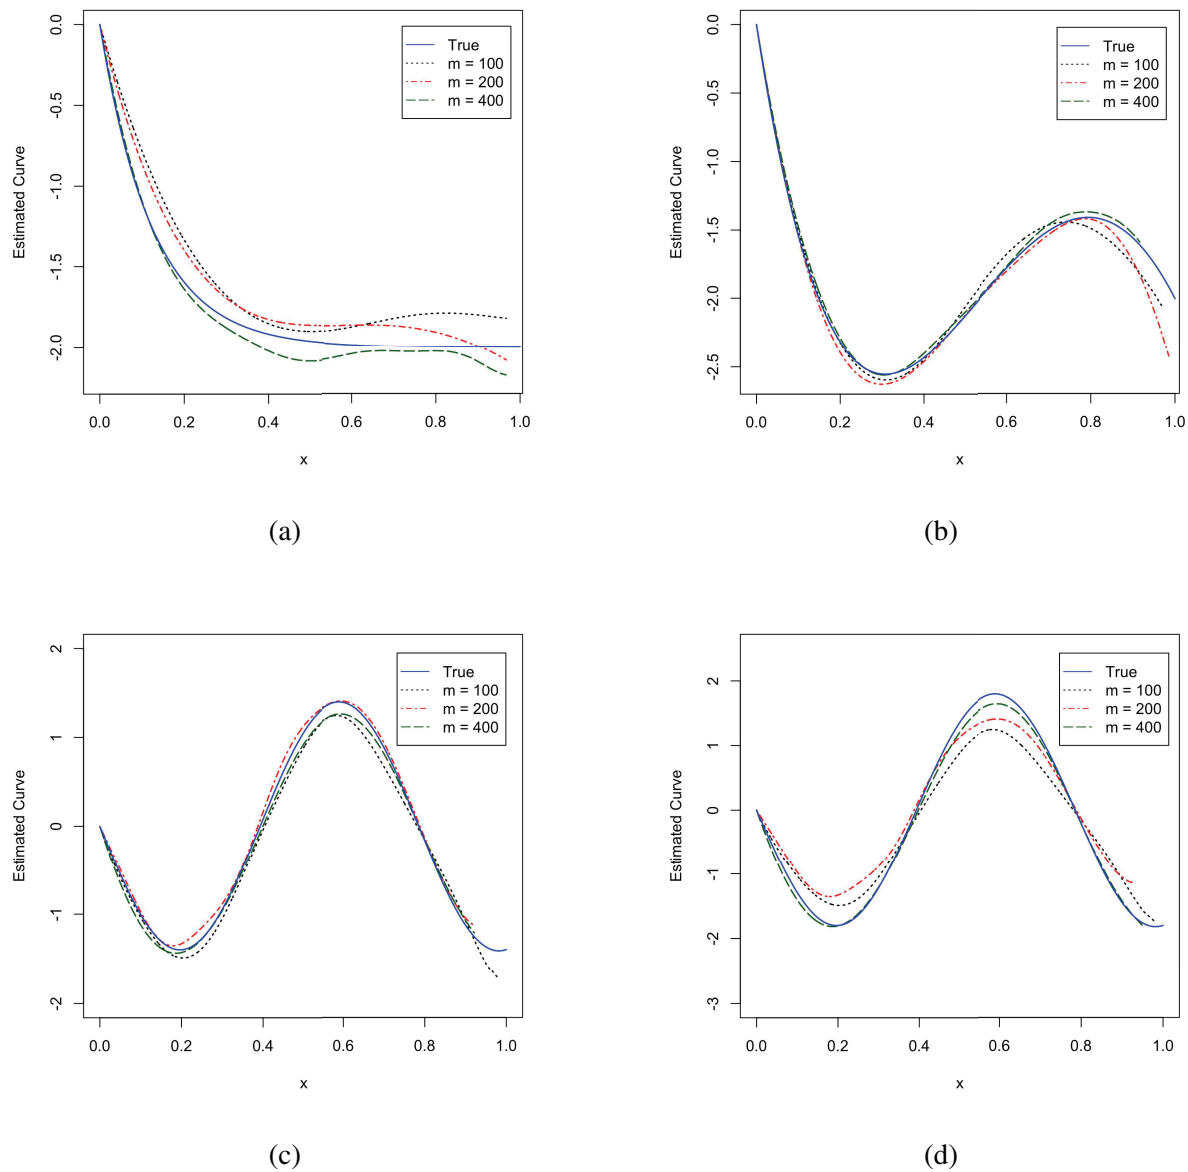 0.0
-0.5
-1.0
-1.5
-2.0
Estimated Curve
True
m = 100
m = 200
m = 400
0.0 0.2 0.4 0.6 0.8 1.0
x
(a)
0.0
-0.5
-1.0
-1.5
-2.0
-2.5
Estimated Curve
True
m = 100
m = 200
m = 400
0.0 0.2 0.4 0.6 0.8 1.0
x
(b)
2
1
0
-1
-2
Estimated Curve
True
m = 100
m = 200
m = 400
0.0 0.2 0.4 0.6 0.8 1.0
x
(c)
2
1
0
-1
-2
-3
Estimated Curve
True
m = 100
m = 200
m = 400
0.0 0.2 0.4 0.6 0.8 1.0
x
(d)